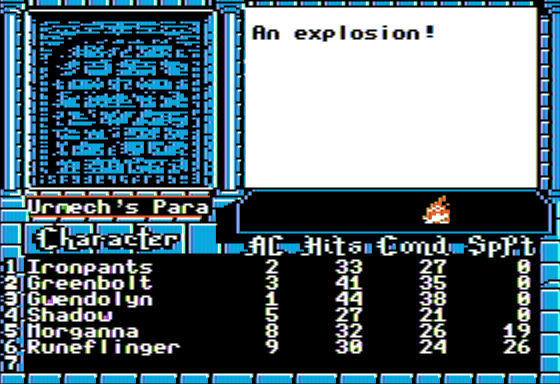 An explosion!
Urmech's Para
Character AC Hits Cond SpPt
1 Ironpants 2 33 27 0
2 Greenbolt 3 41 35 0
3 Gwendolyn 1 44 38 0
4 Shadow 5 27 21 0
5 Morganna 8 32 26 19
6 Runeflinger 9 30 24 26
7